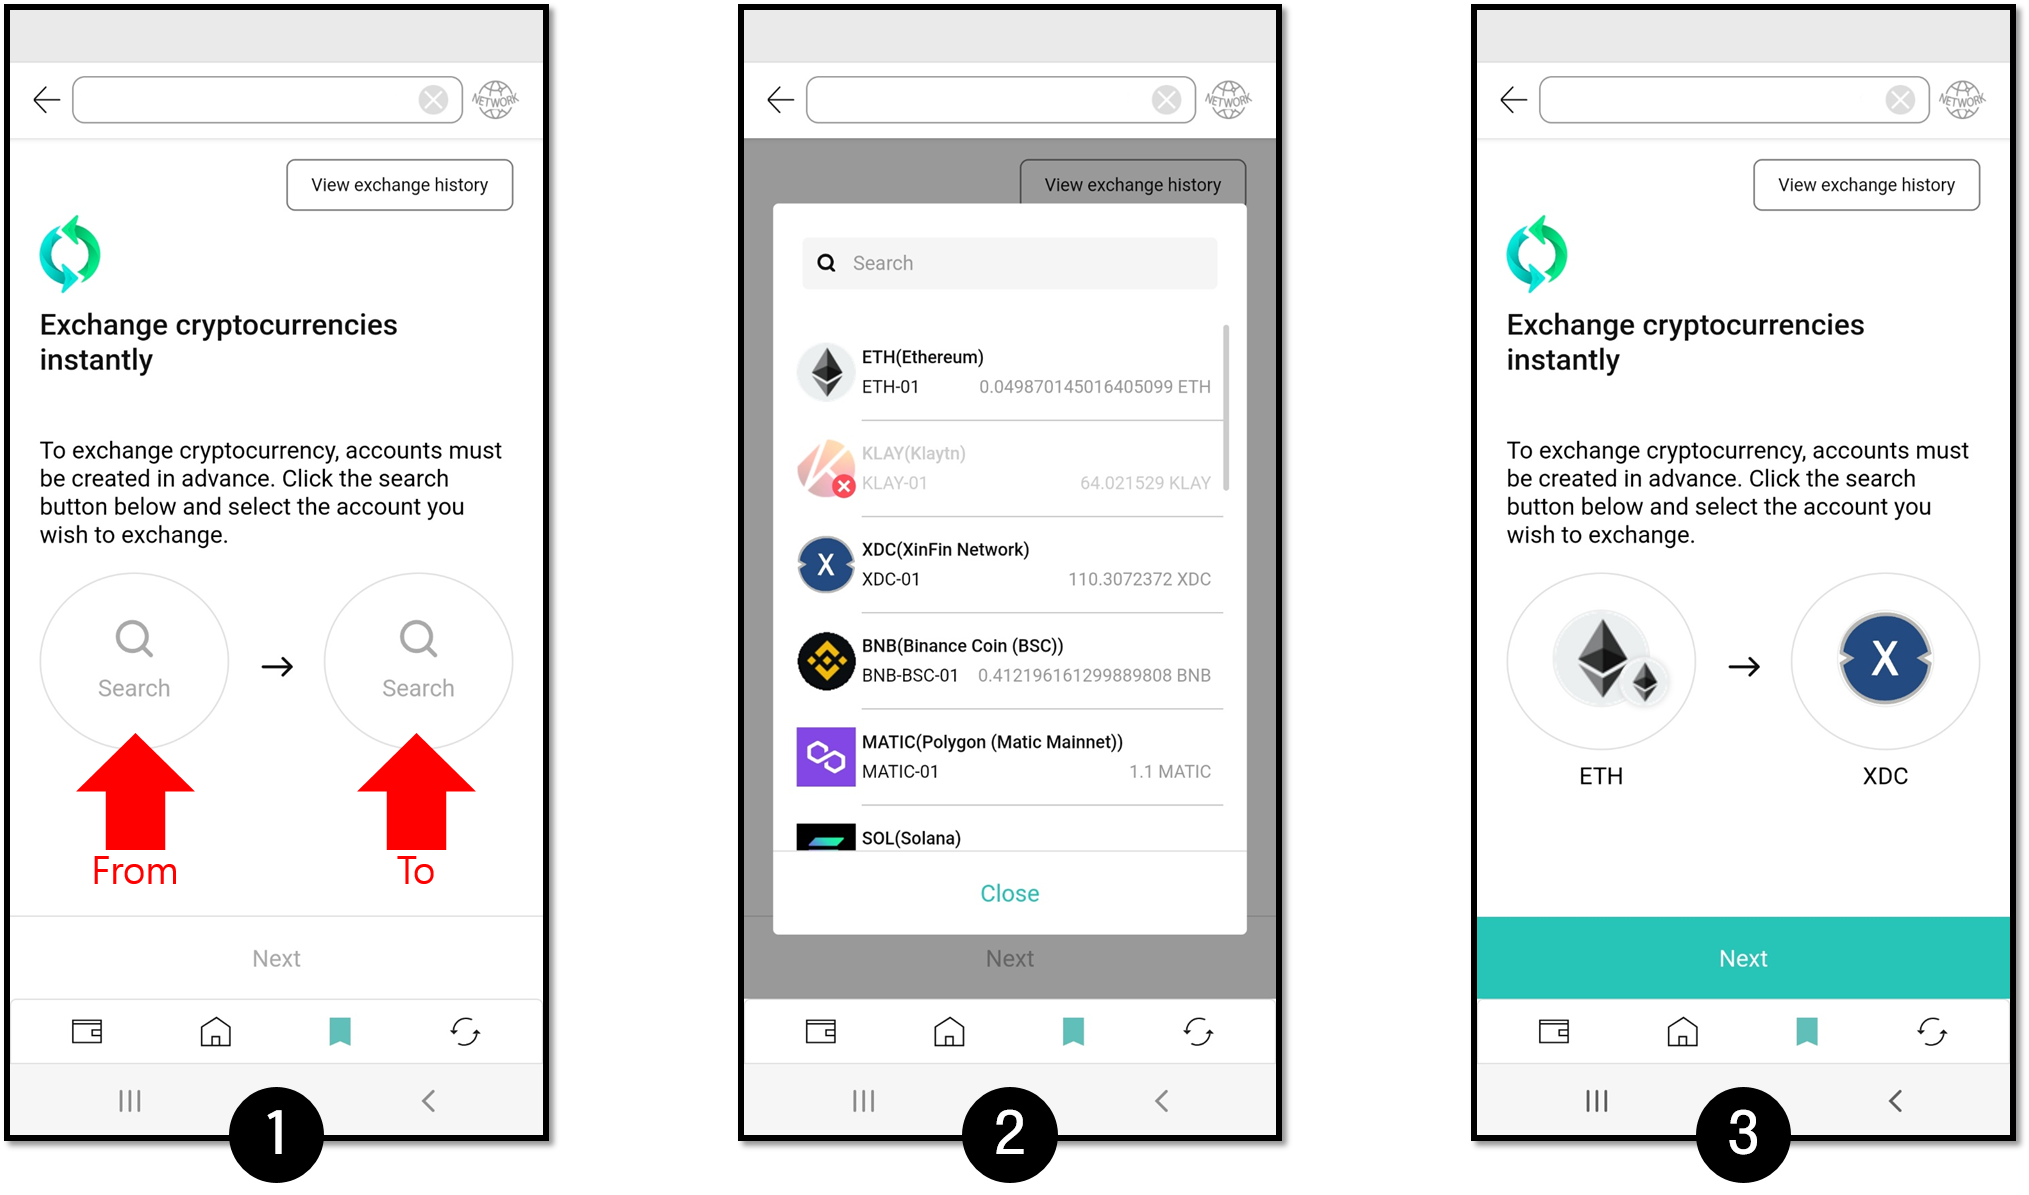 NETWORK
View exchange history
Exchange cryptocurrencies
instantly
To exchange cryptocurrency, accounts must
be created in advance. Click the search
button below and select the account you
wish to exchange.
Search
Search
From
To
Next
1
NETWORK
View exchange history
Search
ETH(Ethereum)
ETH-01 0.049870145016405099 ETH
KLAY(Klaytn)
KLAY-01 64.021529 KLAY
X
XDC(XinFin Network)
XDC-01 110.3072372 XDC
BNB(Binance Coin (BSC))
BNB-BSC-01 0.412196161299889808 BNB
MATIC(Polygon (Matic Mainnet))
MATIC-01 1.1 MATIC
SOL(Solana)
Close
Next
2
NETWORK
View exchange history
Exchange cryptocurrencies
instantly
To exchange cryptocurrency, accounts must
be created in advance. Click the search
button below and select the account you
wish to exchange.
X
ETH
XDC
Next
3